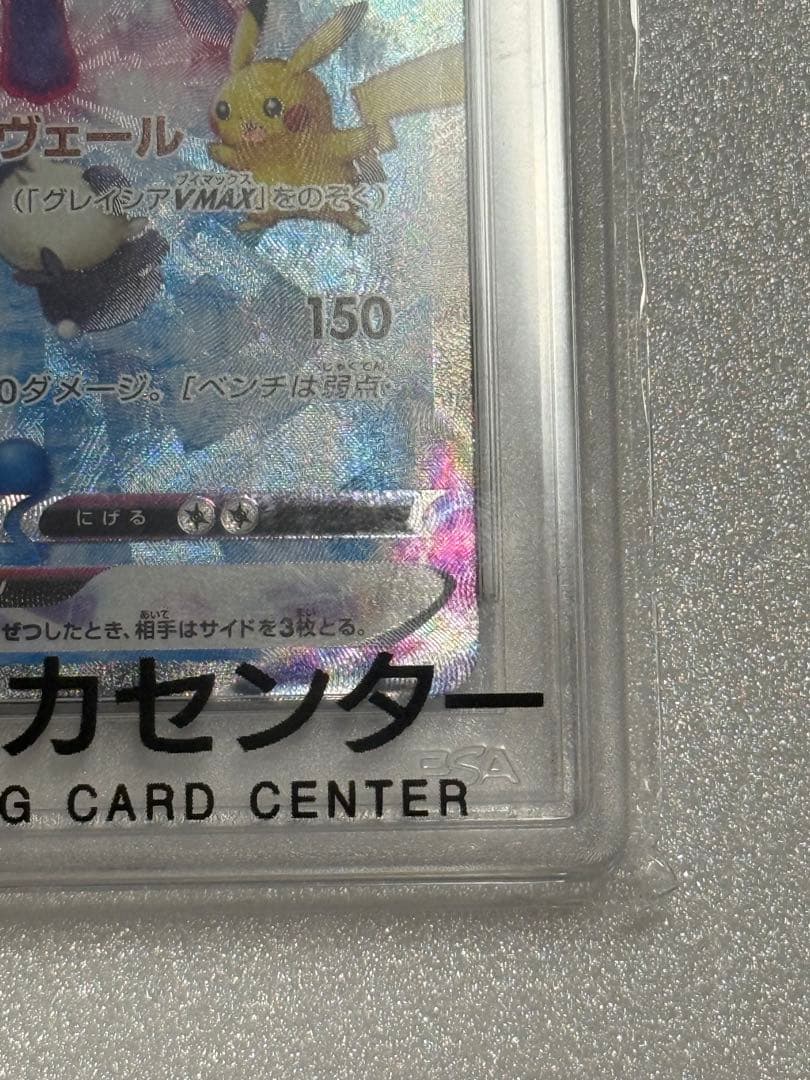 ヴェール
ブイマックス
(「グレイシアVMAX」をのぞく)
150
じゃくてん
0ダメージ。[ベンチは弱点・
にげる
あいて まい
ぜつしたとき、相手はサイドを3枚とる。
カセンター
PSA
G CARD CENTER